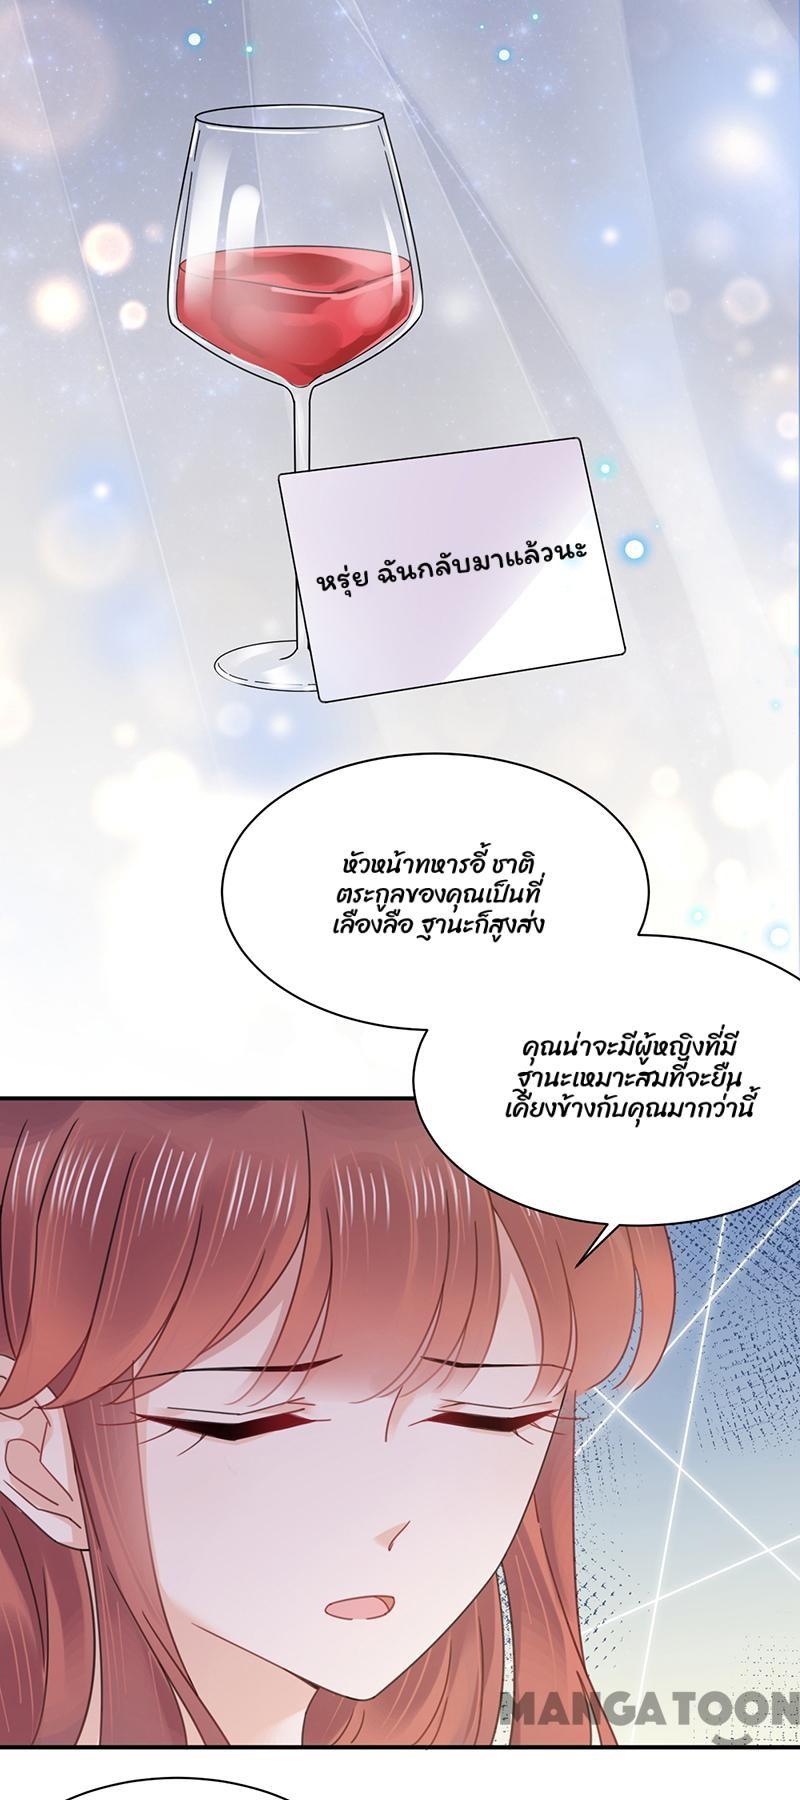 หรุ่ย ฉันกลับมาแล้วนะ
หัวหน้าทหารอี้ ชาติ
ตระกูลของคุณเป็นที่
เลืองลือ ฐานะก็สูงส่ง
คุณน่าจะมีผู้หญิงที่มี
ฐานะเหมาะสมที่จะยืน
เคียงข้างกับคุณมากว่านี้
MANGATOON